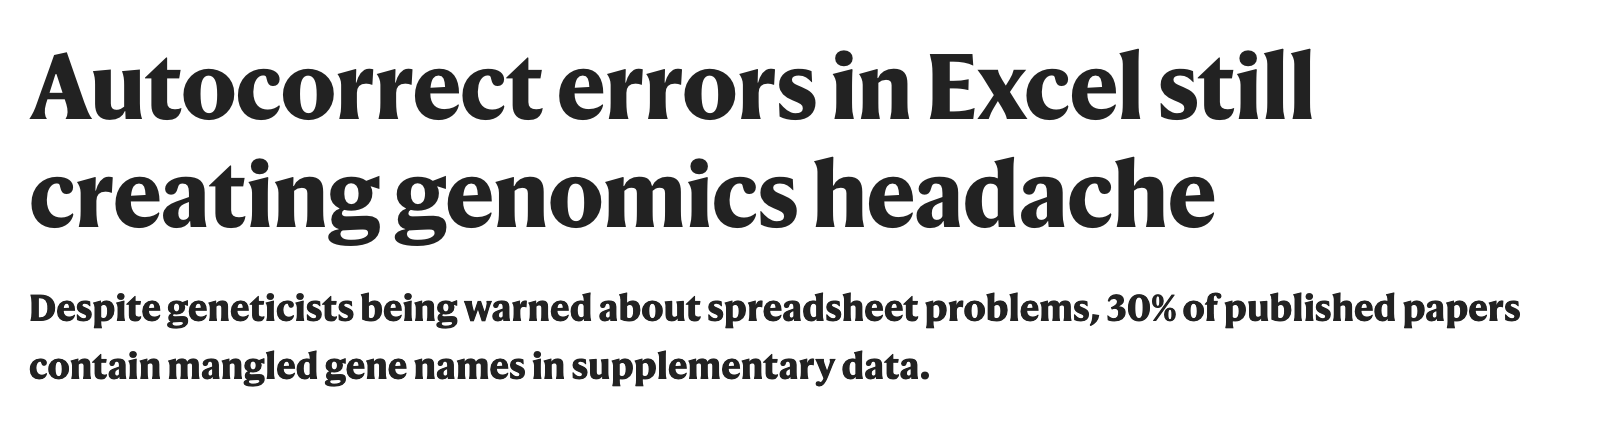 Autocorrect errors in Excel still
creating genomics headache
Despite geneticists being warned about spreadsheet problems, 30% of published papers
contain mangled gene names in supplementary data.